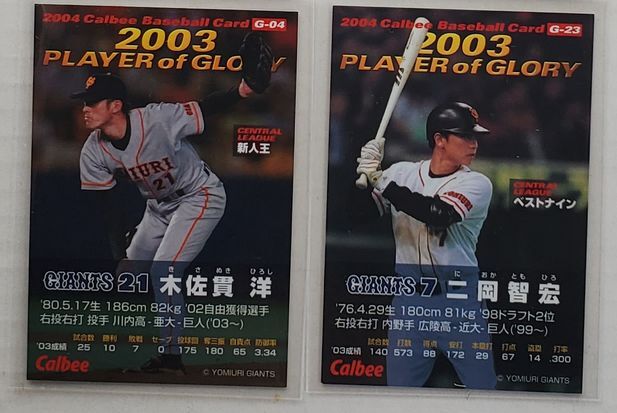 2004 Calbee Baseball Card G-04
2003
PLAYER of GLORY
CENTRAL
LEAGUE
新人王
YOMIURI
21
き さ ぬき ひろし
GIANTS 21 木佐貫 洋
'80.5.17生 186cm 82kg '02自由獲得選手
右投右打 投手 川内高-亜大-巨人('03〜)
試合数 勝利 敗戦 セーブ 投球回 奪三振 自責点 防御率
'03成績 25 10 7 0 175 180 65 3.34
Calbee
© YOMIURI GIANTS
2004 Calbee Baseball Card G-23
2003
PLAYER of GLORY
CENTRAL
LEAGUE
ベストナイン
7
に おか とも ひろ
GIANTS 7 二岡智宏
'76.4.29生 180cm 81kg '98ドラフト2位
右投右打 内野手 広陵高-近大-巨人('99〜)
試合数 打数 得点 安打 本塁打 打点 盗塁 打率
'03成績 140 573 88 172 29 67 14 .300
Calbee
© YOMIURI GIANTS